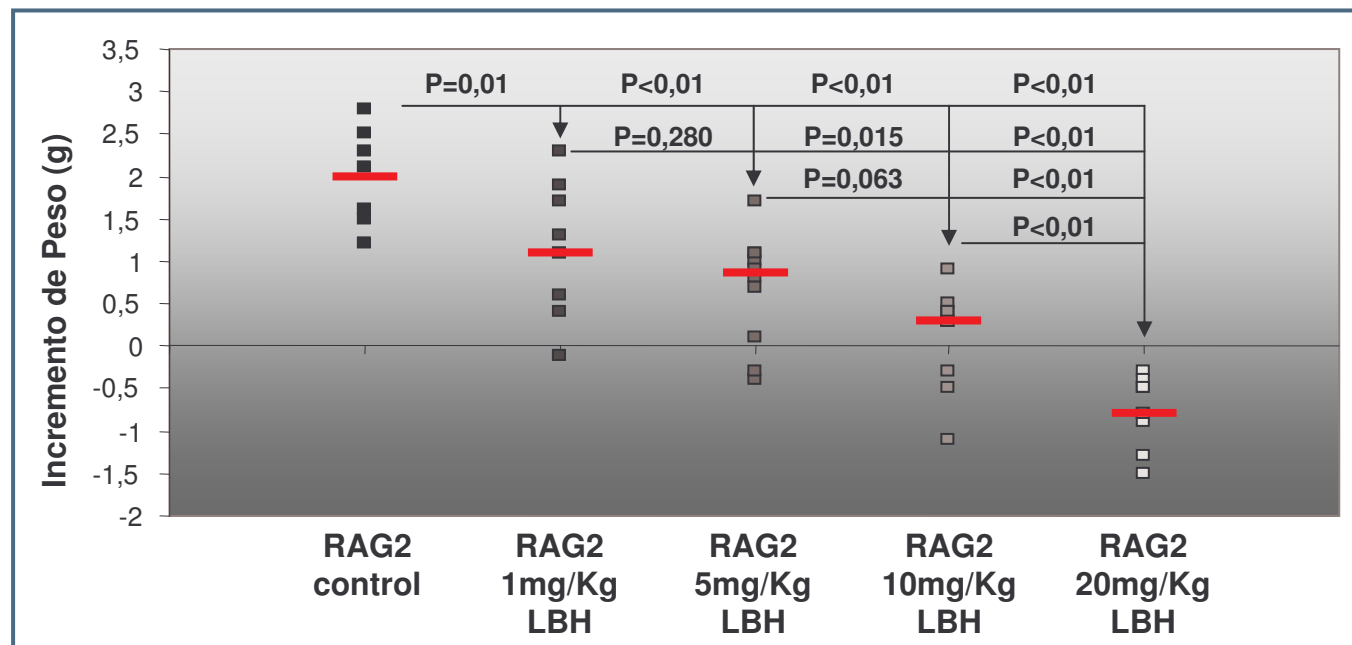 Incremento de Peso (g)
3,5
3
2,5
2
1,5
1
0,5
0
-0,5
-1
-1,5
-2
P=0,01 P<0,01 P<0,01 P<0,01
P=0,280 P=0,015 P<0,01
P=0,063 P<0,01
P<0,01
RAG2
control
RAG2
1mg/Kg
LBH
RAG2
5mg/Kg
LBH
RAG2
10mg/Kg
LBH
RAG2
20mg/Kg
LBH